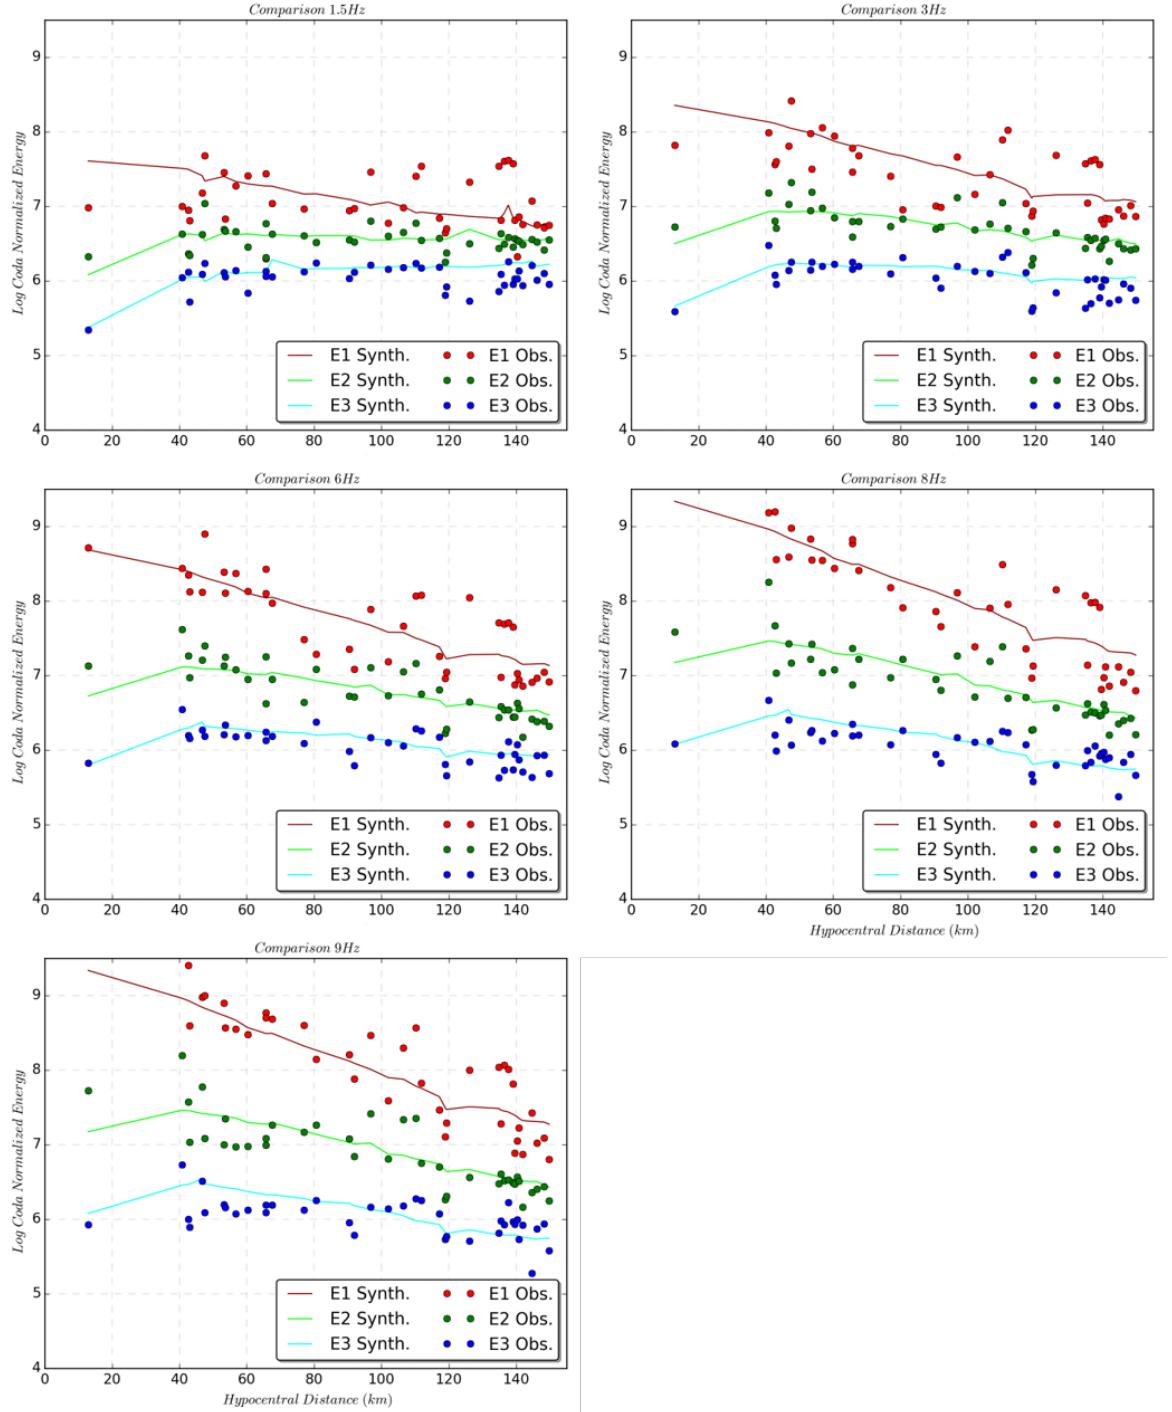 Comparison 1.5Hz
Log Coda Normalized Energy
9
8
7
6
5
4
E1 Synth. E1 Obs.
E2 Synth. E2 Obs.
E3 Synth. E3 Obs.
0 20 40 60 80 100 120 140
Comparison 3Hz
Log Coda Normalized Energy
9
8
7
6
5
4
E1 Synth. E1 Obs.
E2 Synth. E2 Obs.
E3 Synth. E3 Obs.
0 20 40 60 80 100 120 140
Comparison 6Hz
Log Coda Normalized Energy
9
8
7
6
5
4
E1 Synth. E1 Obs.
E2 Synth. E2 Obs.
E3 Synth. E3 Obs.
0 20 40 60 80 100 120 140
Comparison 8Hz
Log Coda Normalized Energy
9
8
7
6
5
4
E1 Synth. E1 Obs.
E2 Synth. E2 Obs.
E3 Synth. E3 Obs.
0 20 40 60 80 100 120 140
Hypocentral Distance (km)
Comparison 9Hz
Log Coda Normalized Energy
9
8
7
6
5
4
E1 Synth. E1 Obs.
E2 Synth. E2 Obs.
E3 Synth. E3 Obs.
0 20 40 60 80 100 120 140
Hypocentral Distance (km)